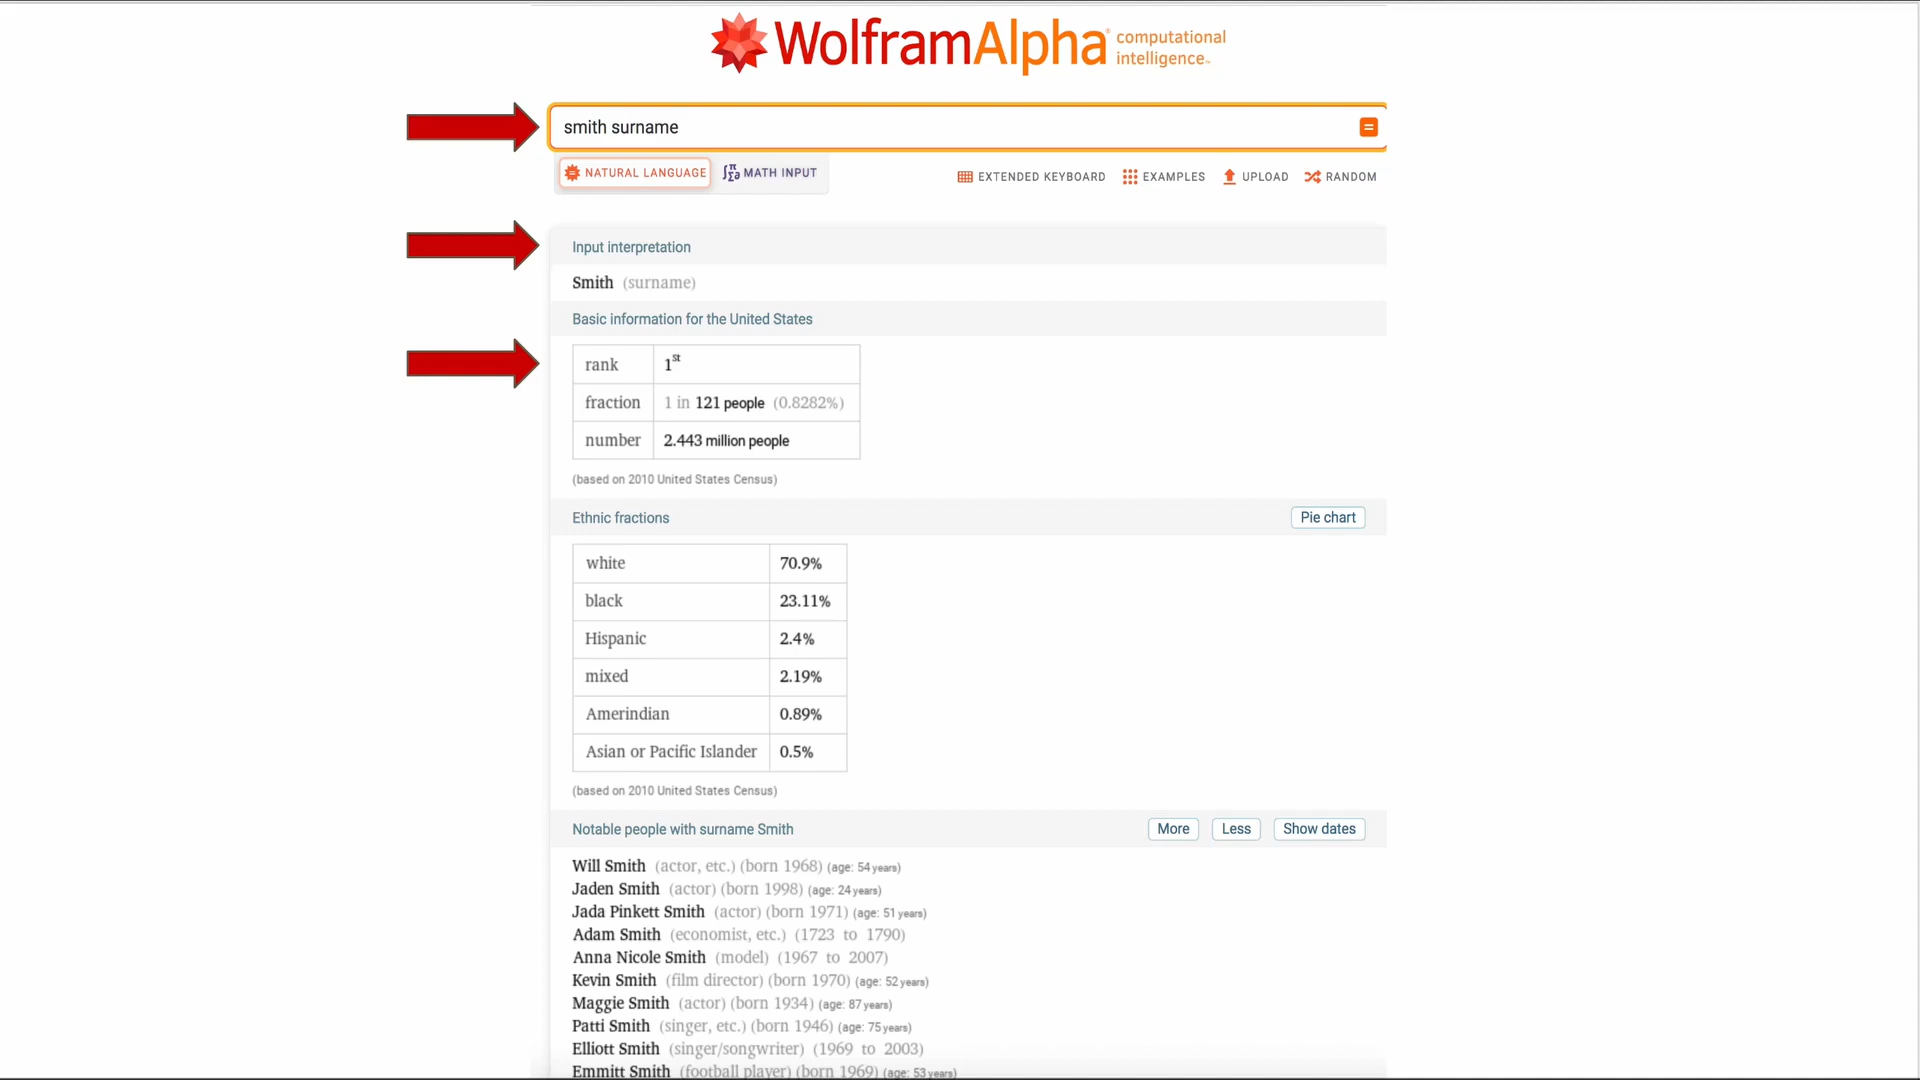 WolframAlpha computational intelligence™
smith surname
NATURAL LANGUAGE MATH INPUT EXTENDED KEYBOARD EXAMPLES UPLOAD RANDOM
Input interpretation
Smith (surname)
Basic information for the United States
rank 1st
fraction 1 in 121 people (0.8282%)
number 2.443 million people
(based on 2010 United States Census)
Ethnic fractions Pie chart
white 70.9%
black 23.11%
Hispanic 2.4%
mixed 2.19%
Amerindian 0.89%
Asian or Pacific Islander 0.5%
(based on 2010 United States Census)
Notable people with surname Smith More Less Show dates
Will Smith (actor, etc.) (born 1968) (age: 54 years)
Jaden Smith (actor) (born 1998) (age: 24 years)
Jada Pinkett Smith (actor) (born 1971) (age: 51 years)
Adam Smith (economist, etc.) (1723 to 1790)
Anna Nicole Smith (model) (1967 to 2007)
Kevin Smith (film director) (born 1970) (age: 52 years)
Maggie Smith (actor) (born 1934) (age: 87 years)
Patti Smith (singer, etc.) (born 1946) (age: 75 years)
Elliott Smith (singer/songwriter) (1969 to 2003)
Emmitt Smith (football player) (born 1969) (age: 53 years)